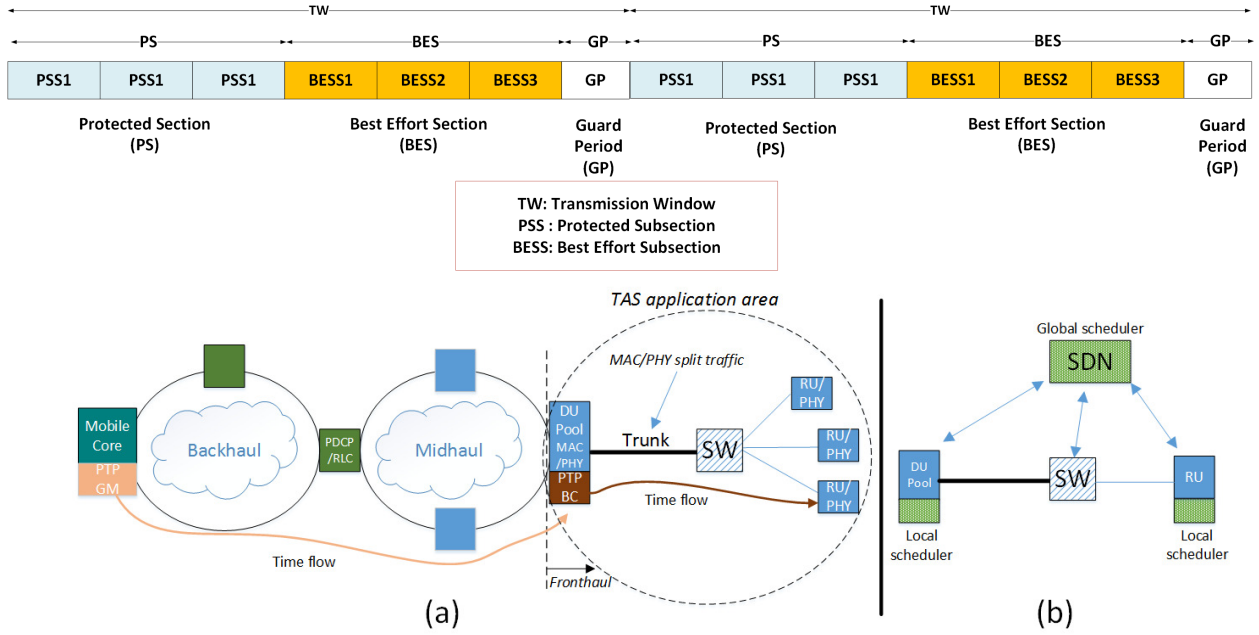 TW TW
PS BES GP PS BES GP
PSS1 PSS1 PSS1 BESS1 BESS2 BESS3 GP PSS1 PSS1 PSS1 BESS1 BESS2 BESS3 GP
Protected Section
(PS)
Best Effort Section
(BES)
Guard
Period
(GP)
Protected Section
(PS)
Best Effort Section
(BES)
Guard
Period
(GP)
TW: Transmission Window
PSS : Protected Subsection
BESS: Best Effort Subsection
TAS application area
MAC/PHY split traffic
Mobile
Core
PTP
GM
Backhaul
PDCP
/RLC
Midhaul
DU
Pool
MAC
/PHY
PTP
BC
Trunk
SW
RU/
PHY
RU/
PHY
RU/
PHY
Time flow
Time flow
Fronthaul
(a)
Global scheduler
SDN
DU
Pool
SW
RU
Local
scheduler
Local
scheduler
(b)